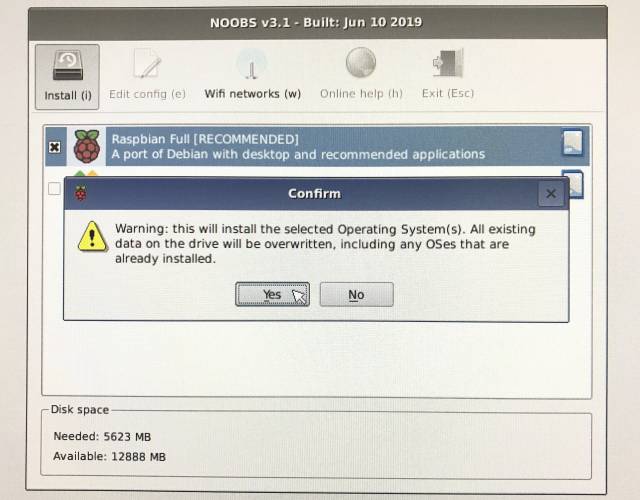 NOOBS v3.1 - Built: Jun 10 2019
Install (i)
Edit config (e)
Wifi networks (w)
Online help (h)
Exit (Esc)
Raspbian Full [RECOMMENDED]
A port of Debian with desktop and recommended applications
Confirm
Warning: this will install the selected Operating System(s). All existing
data on the drive will be overwritten, including any OSes that are
already installed.
Yes
No
Disk space
Needed: 5623 MB
Available: 12888 MB